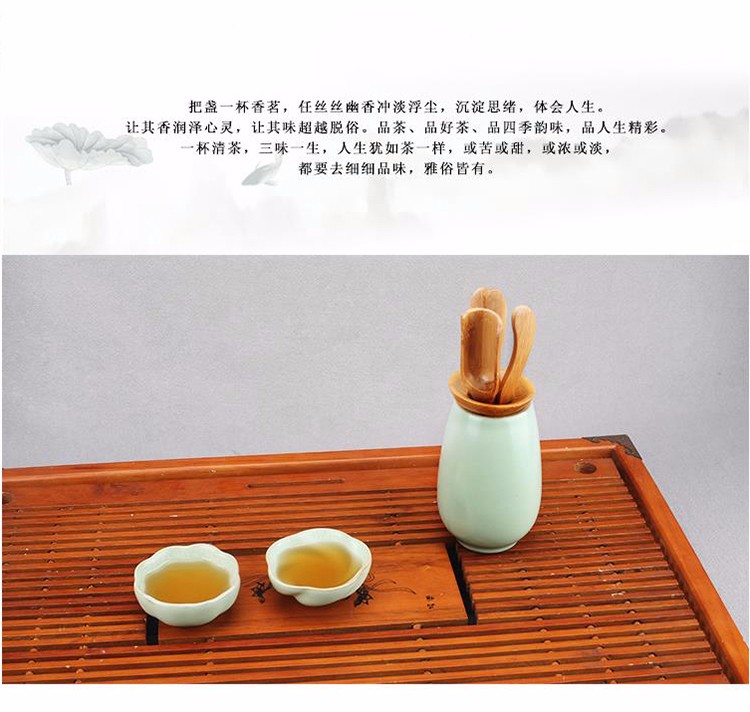 把盏一杯香茗，任丝丝幽香冲淡浮尘，沉淀思绪，体会人生。
让其香润泽心灵，让其味超越脱俗。品茶、品好茶、品四季韵味，品人生精彩。
一杯清茶，三味一生，人生犹如茶一样，或苦或甜，或浓或淡，
都要去细细品味，雅俗皆有。